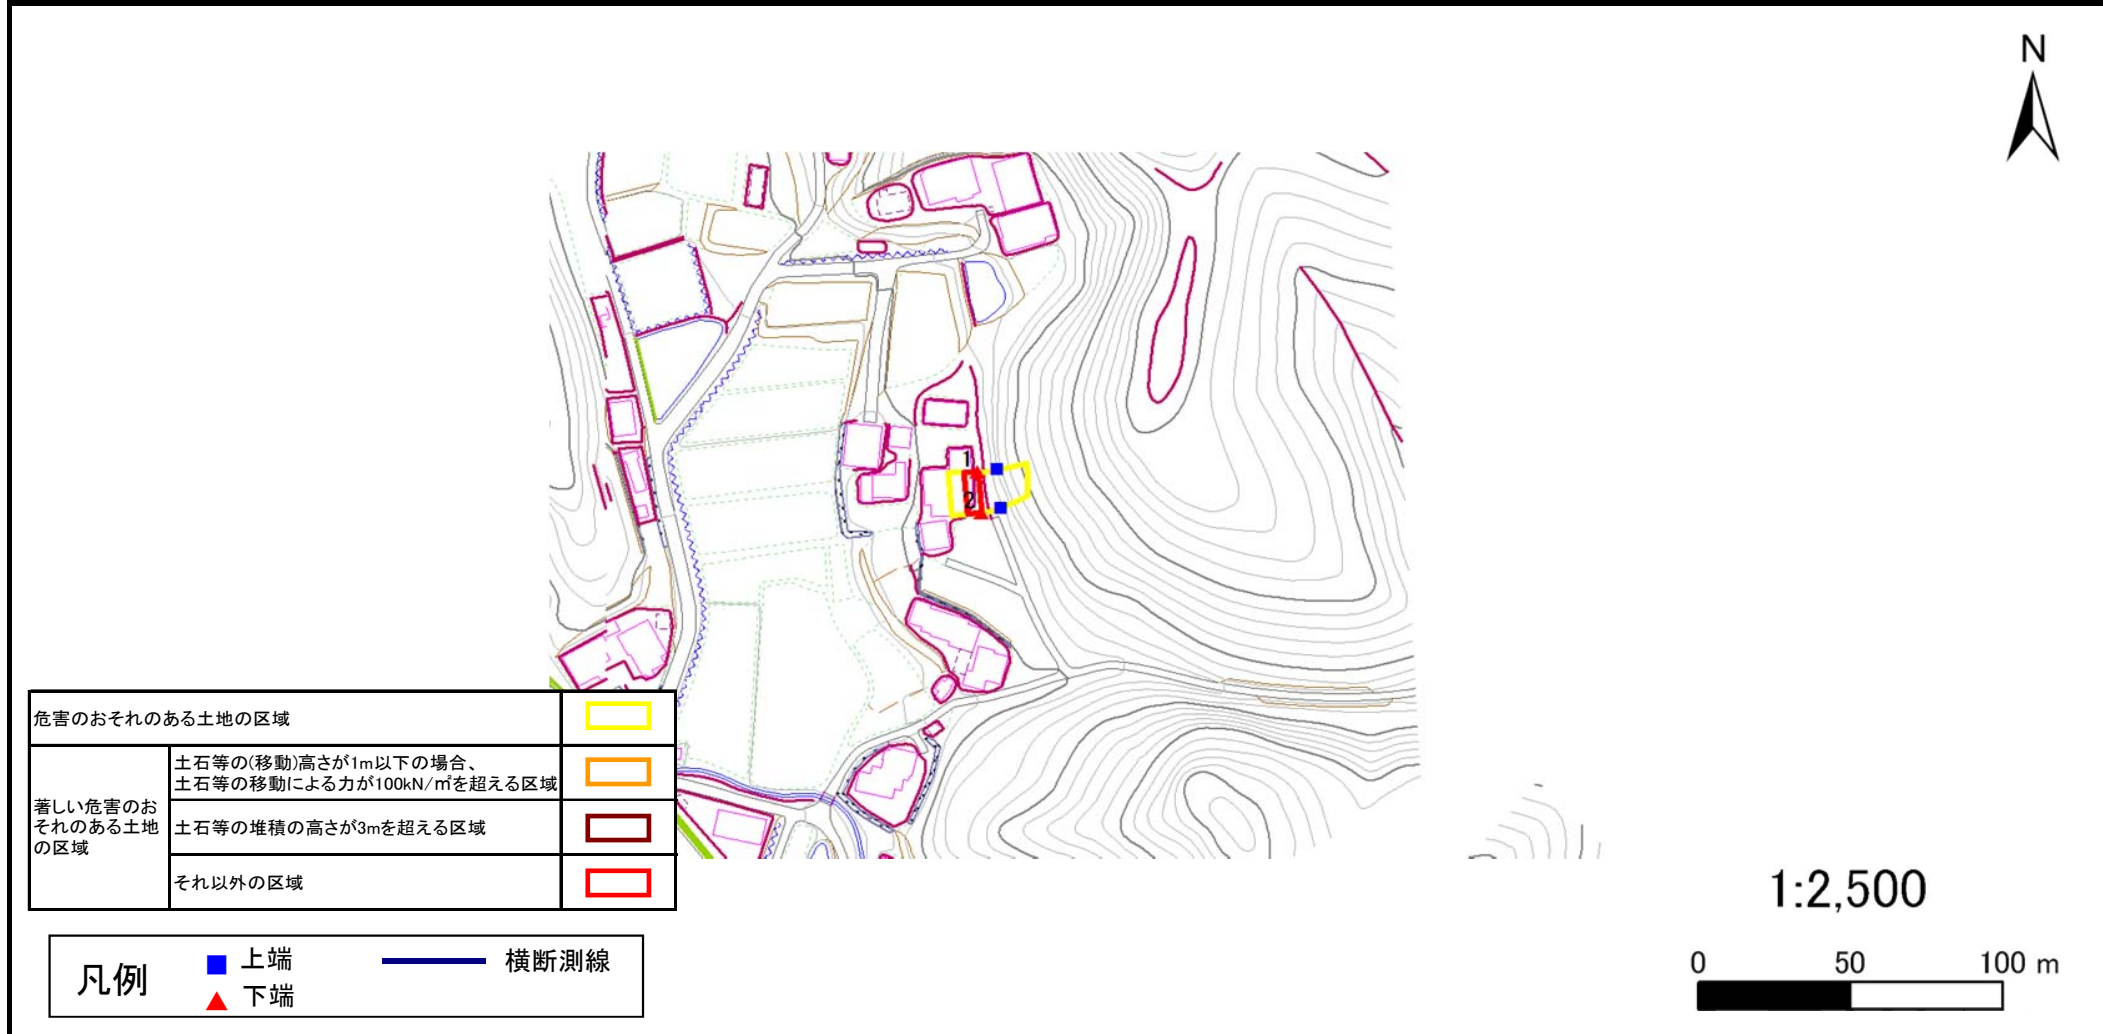 N
1
2
危害のおそれのある土地の区域
著しい危害のお
それのある土地
の区域
土石等の(移動)高さが1m以下の場合、
土石等の移動による力が100kN/㎡を超える区域
土石等の堆積の高さが3mを超える区域
それ以外の区域
凡例
上端
横断測線
下端
1:2,500
0 50 100 m